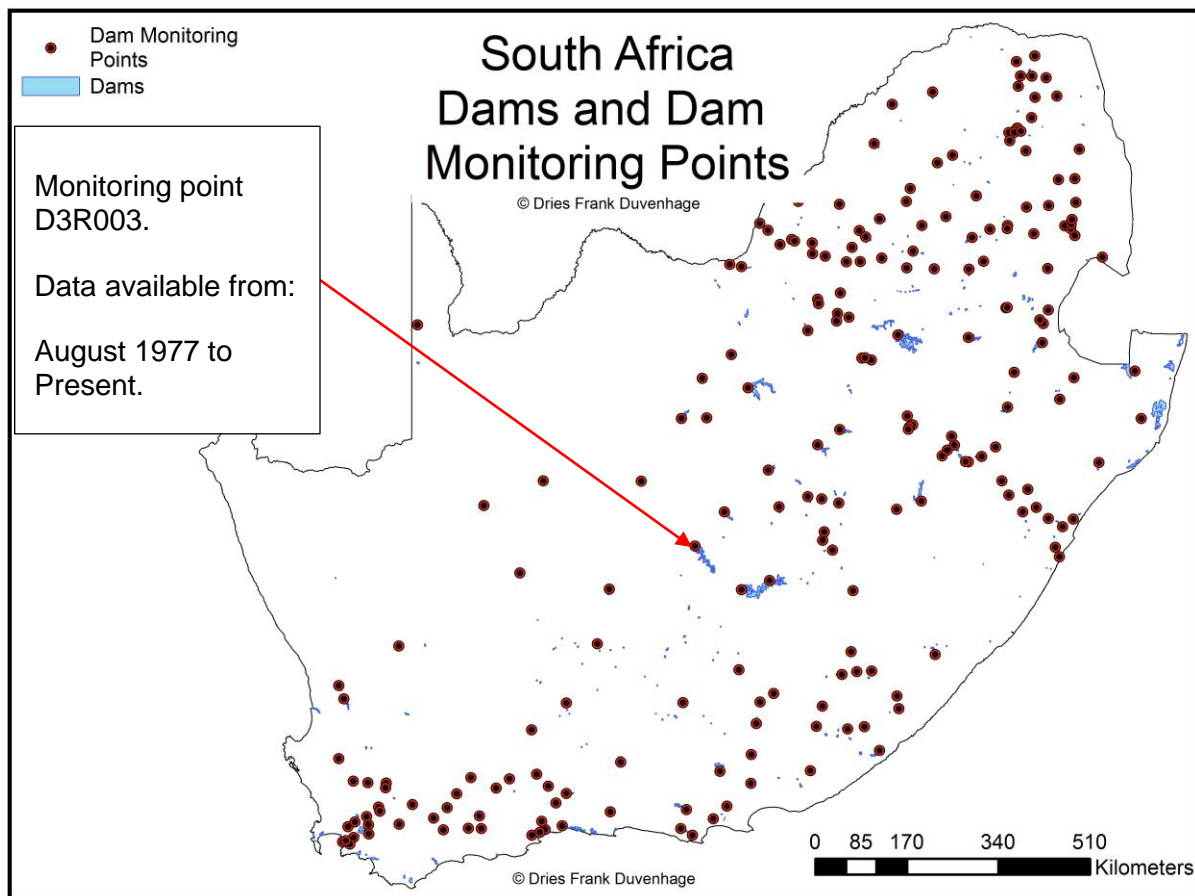 Dam Monitoring
Points
Dams
South Africa
Dams and Dam
Monitoring Points
© Dries Frank Duvenhage
Monitoring point
D3R003.
Data available from:
August 1977 to
Present.
0 85 170 340 510
Kilometers
© Dries Frank Duvenhage